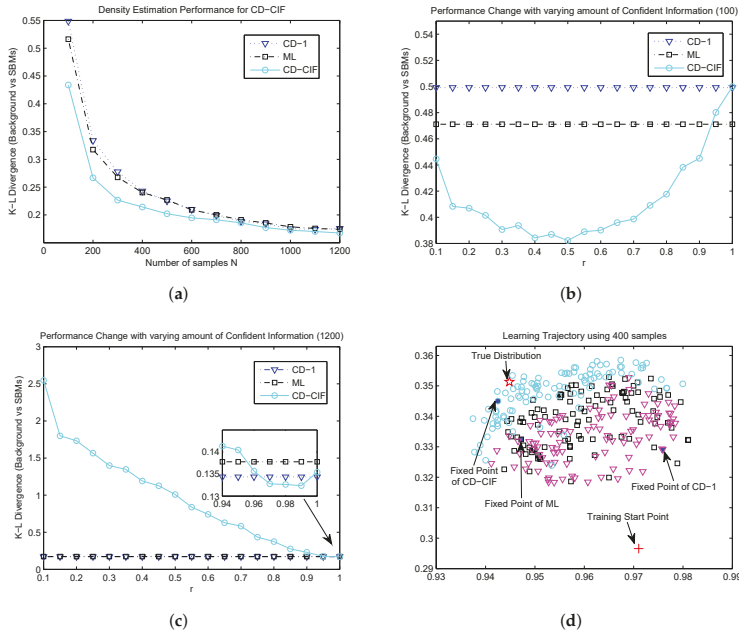 Density Estimation Performance for CD−CIF
K−L Divergence (Background vs SBMs)
0.55
0.5
0.45
0.4
0.35
0.3
0.25
0.2
CD−1
ML
CD−CIF
0 200 400 600 800 1000 1200
Number of samples N
(a)
Performance Change with varying amount of Confident Information (100)
K−L Divergence (Background vs SBMs)
0.54
0.52
0.5
0.48
0.46
0.44
0.42
0.4
0.38
CD−1
ML
CD−CIF
0.1 0.2 0.3 0.4 0.5 0.6 0.7 0.8 0.9 1
r
(b)
Performance Change with varying amount of Confident Information (1200)
K−L Divergence (Background vs SBMs)
3
2.5
2
1.5
1
0.5
0
CD−1
ML
CD−CIF
0.14
0.135
0.13
0.94 0.96 0.98 1
0.1 0.2 0.3 0.4 0.5 0.6 0.7 0.8 0.9 1
r
(c)
Learning Trajectory using 400 samples
0.36
0.35
0.34
0.33
0.32
0.31
0.3
0.29
True Distribution
Fixed Point
of CD−CIF
Fixed Point of ML
Fixed Point of CD−1
Training Start Point
0.93 0.94 0.95 0.96 0.97 0.98 0.99
(d)